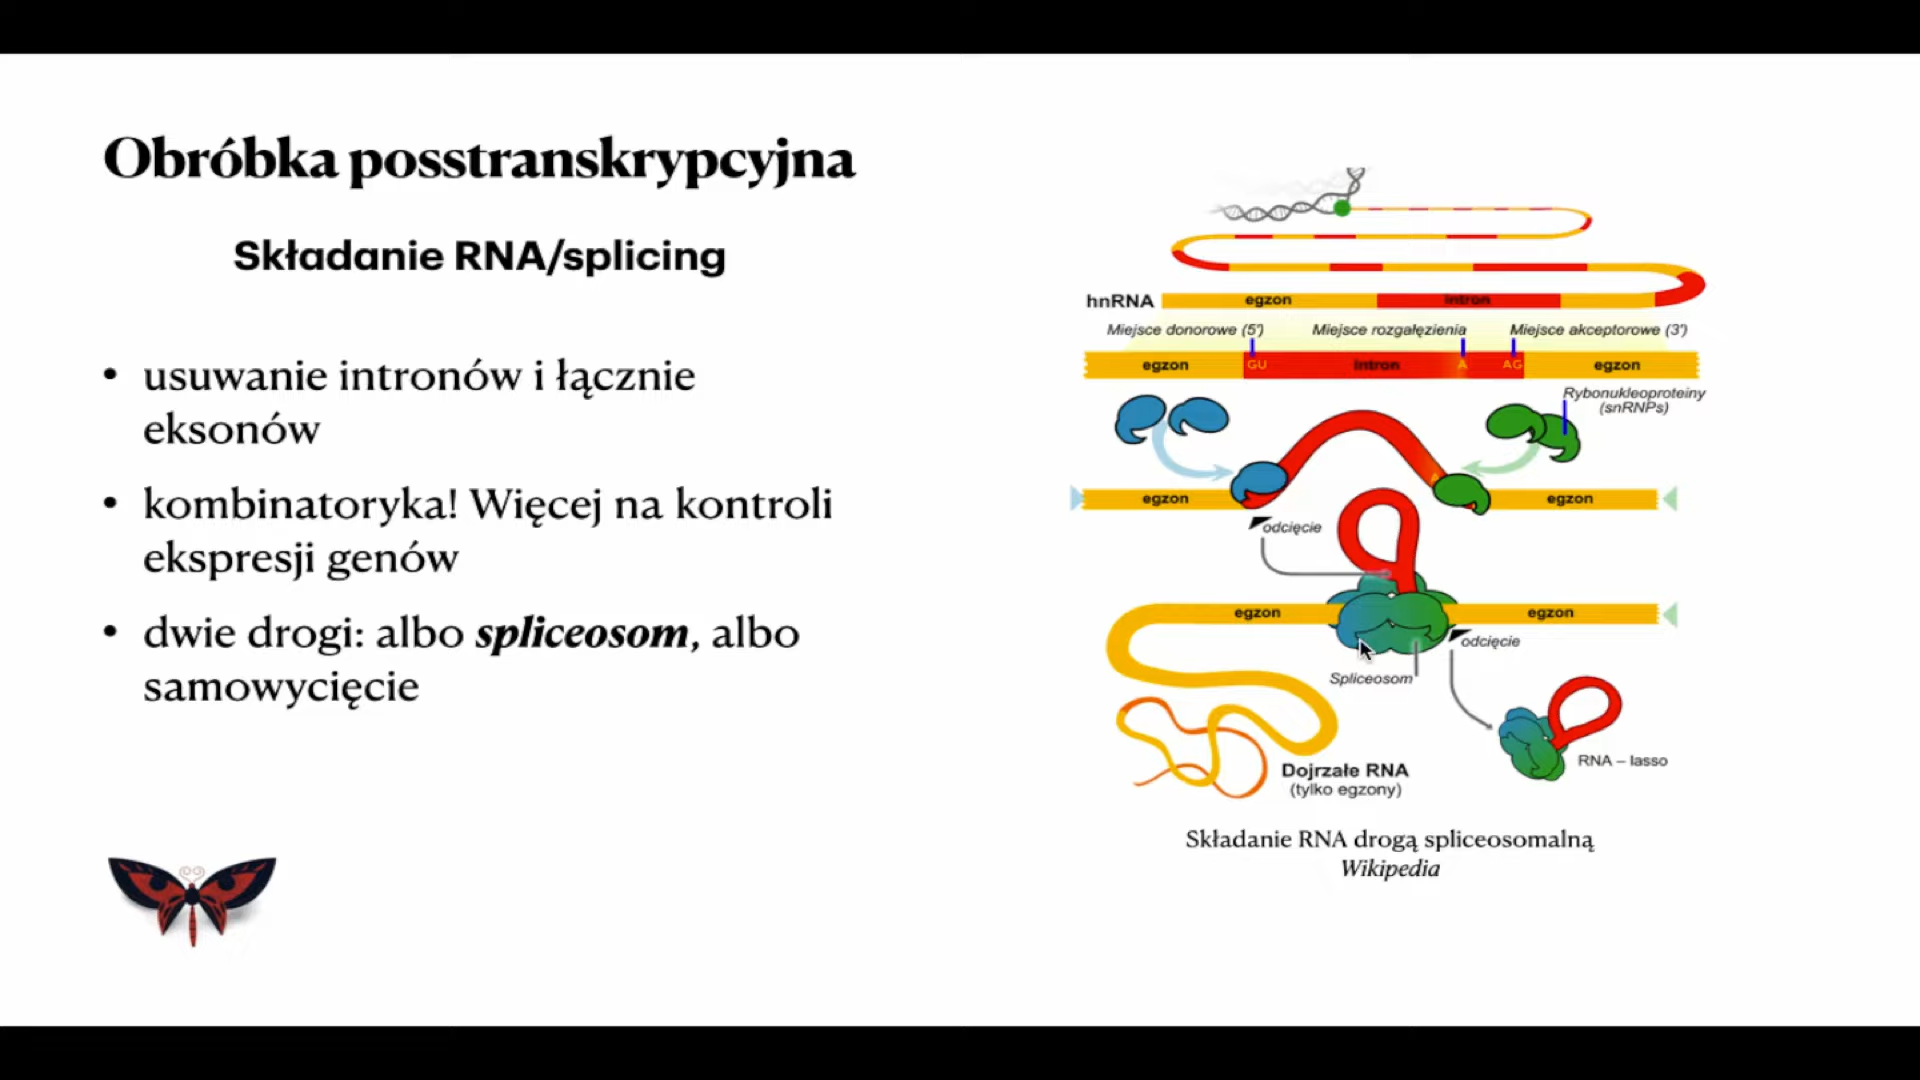 Obróbka posstranskrypcyjna
Składanie RNA/splicing
• usuwanie intronów i łącznie
eksonów
• kombinatoryka! Więcej na kontroli
ekspresji genów
• dwie drogi: albo spliceosom, albo
samowycięcie
hnRNA egzon intron
Miejsce donorowe (5') Miejsce rozgałęzienia Miejsce akceptorowe (3')
egzon GU intron A AG egzon
Rybonukleoproteiny
(snRNPs)
egzon A egzon
odcięcie
egzon egzon
odcięcie
Spliceosom
RNA – lasso
Dojrzałe RNA
(tylko egzony)
Składanie RNA drogą spliceosomalną
Wikipedia